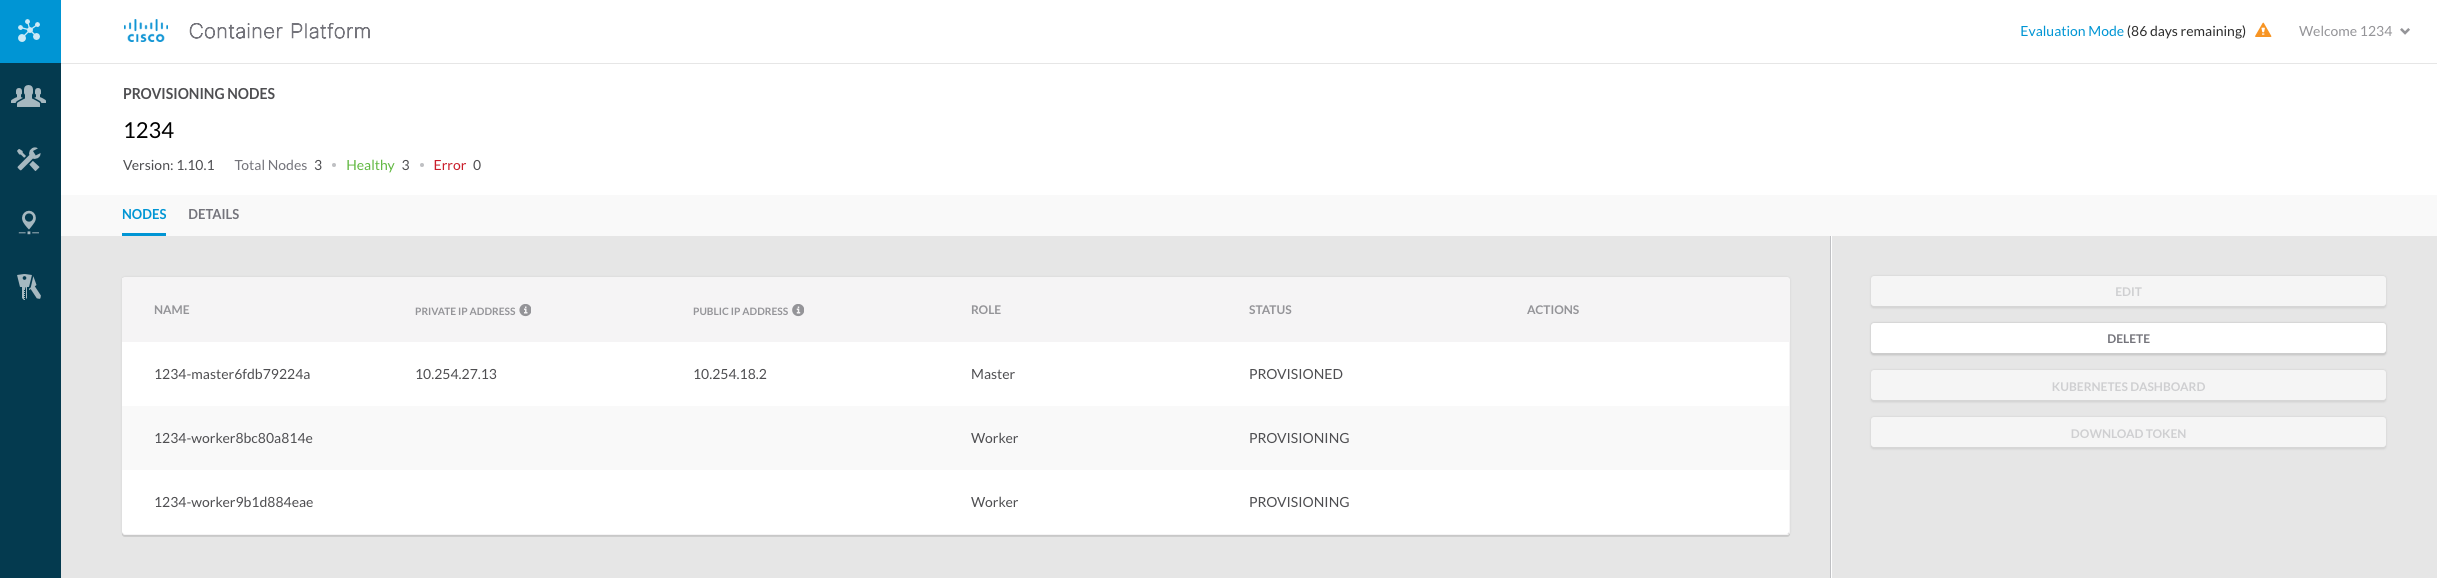 CISCO Container Platform Evaluation Mode (86 days remaining) Welcome 1234
PROVISIONING NODES
1234
Version: 1.10.1 Total Nodes 3 • Healthy 3 • Error 0
NODES DETAILS
NAME PRIVATE IP ADDRESS PUBLIC IP ADDRESS ROLE STATUS ACTIONS
1234-master6fdb79224a 10.254.27.13 10.254.18.2 Master PROVISIONED
1234-worker8bc80a814e Worker PROVISIONING
1234-worker9b1d884eae Worker PROVISIONING
EDIT
DELETE
KUBERNETES DASHBOARD
DOWNLOAD TOKEN